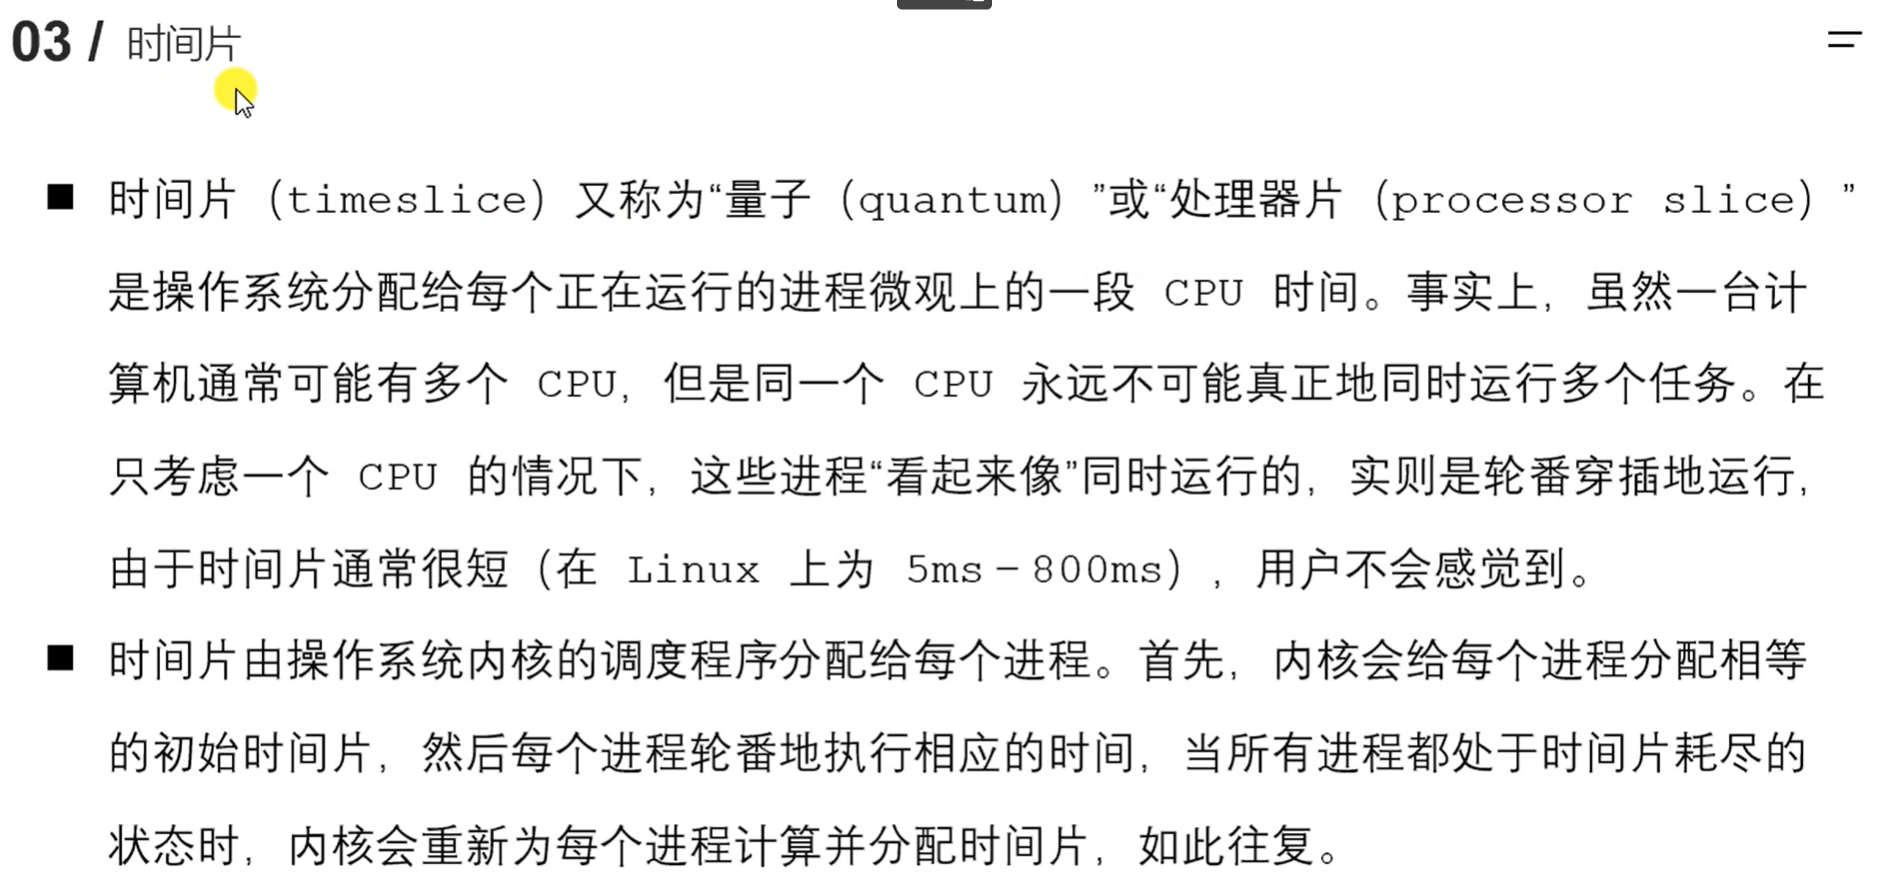 03 / 时间片
■ 时间片（timeslice）又称为“量子（quantum）”或“处理器片（processor slice）”
是操作系统分配给每个正在运行的进程微观上的一段 CPU 时间。事实上，虽然一台计
算机通常可能有多个 CPU，但是同一个 CPU 永远不可能真正地同时运行多个任务。在
只考虑一个 CPU 的情况下，这些进程“看起来像”同时运行的，实则是轮番穿插地运行，
由于时间片通常很短（在 Linux 上为 5ms－800ms），用户不会感觉到。
■ 时间片由操作系统内核的调度程序分配给每个进程。首先，内核会给每个进程分配相等
的初始时间片，然后每个进程轮番地执行相应的时间，当所有进程都处于时间片耗尽的
状态时，内核会重新为每个进程计算并分配时间片，如此往复。